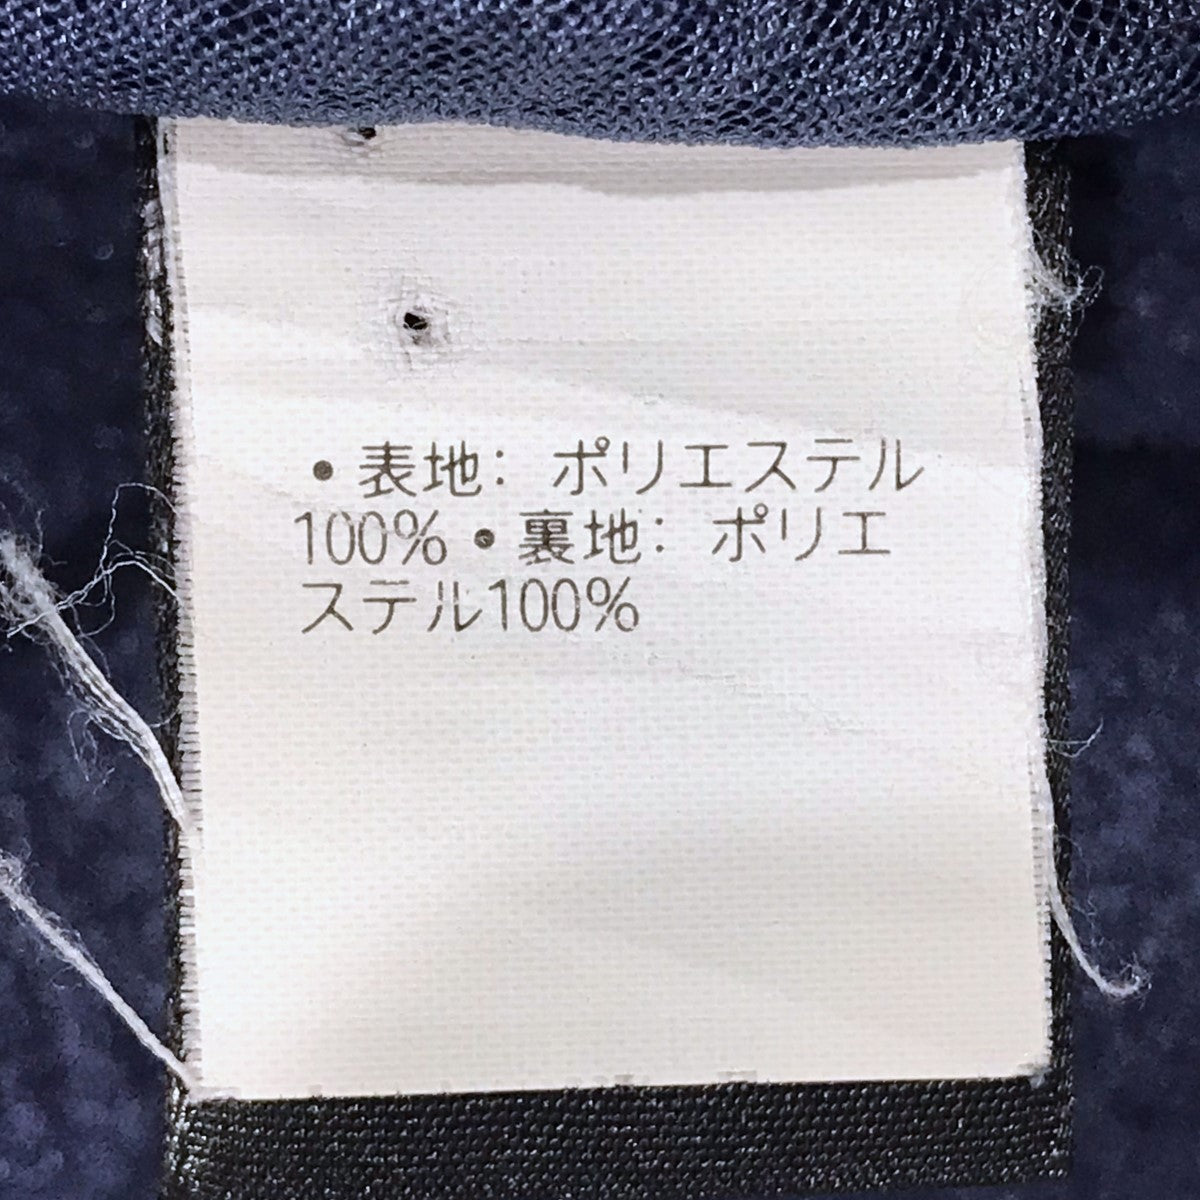 • 表地: ポリエステル
100% • 裏地: ポリエ
ステル100%